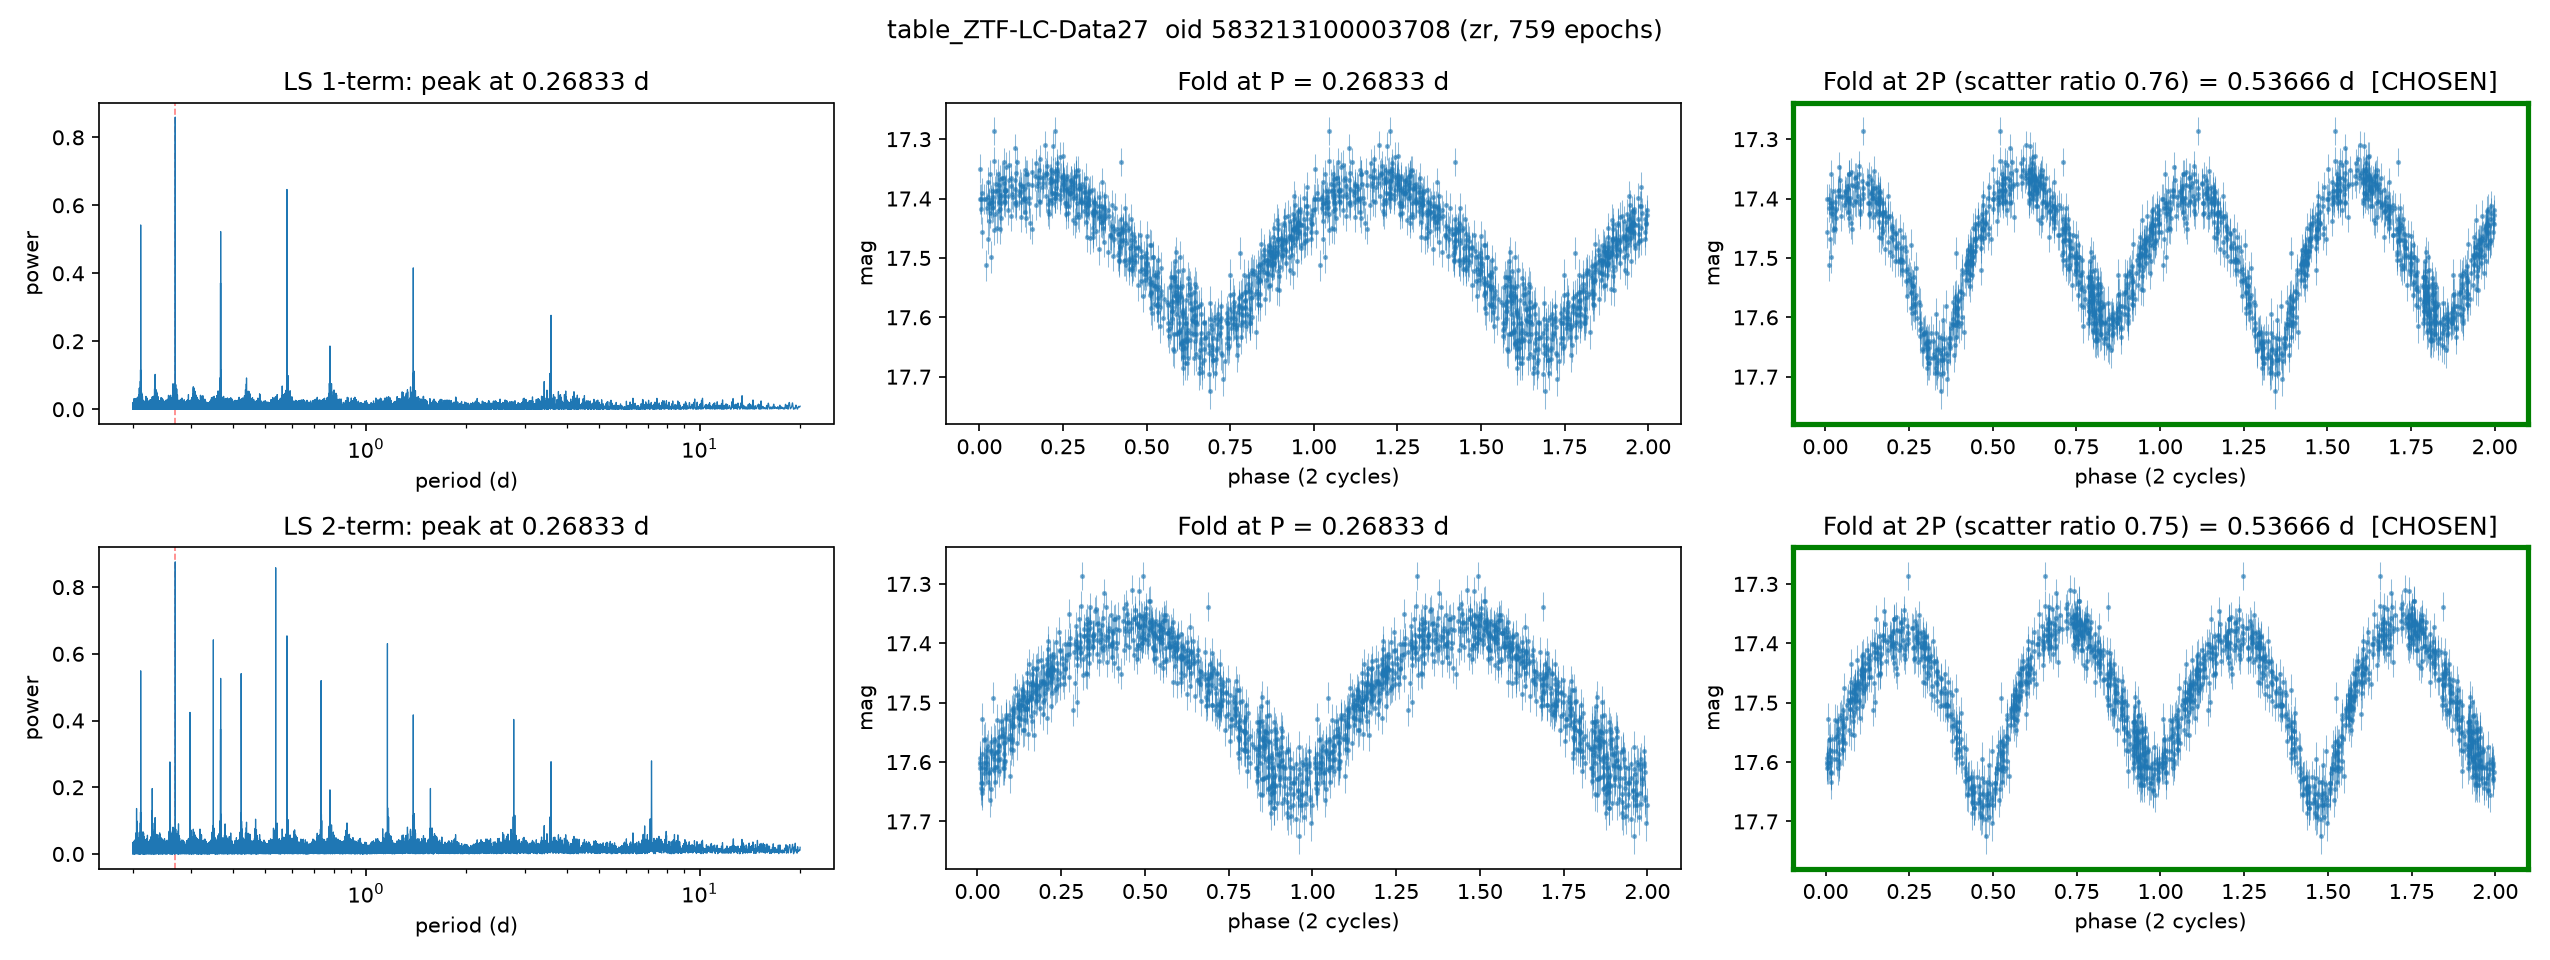 table_ZTF-LC-Data27 oid 583213100003708 (zr, 759 epochs)
LS 1-term: peak at 0.26833 d
power
0.8
0.6
0.4
0.2
0.0
10⁰
10¹
period (d)
Fold at P = 0.26833 d
mag
17.3
17.4
17.5
17.6
17.7
0.00 0.25 0.50 0.75 1.00 1.25 1.50 1.75 2.00
phase (2 cycles)
Fold at 2P (scatter ratio 0.76) = 0.53666 d [CHOSEN]
mag
17.3
17.4
17.5
17.6
17.7
0.00 0.25 0.50 0.75 1.00 1.25 1.50 1.75 2.00
phase (2 cycles)
LS 2-term: peak at 0.26833 d
power
0.8
0.6
0.4
0.2
0.0
10⁰
10¹
period (d)
Fold at P = 0.26833 d
mag
17.3
17.4
17.5
17.6
17.7
0.00 0.25 0.50 0.75 1.00 1.25 1.50 1.75 2.00
phase (2 cycles)
Fold at 2P (scatter ratio 0.75) = 0.53666 d [CHOSEN]
mag
17.3
17.4
17.5
17.6
17.7
0.00 0.25 0.50 0.75 1.00 1.25 1.50 1.75 2.00
phase (2 cycles)